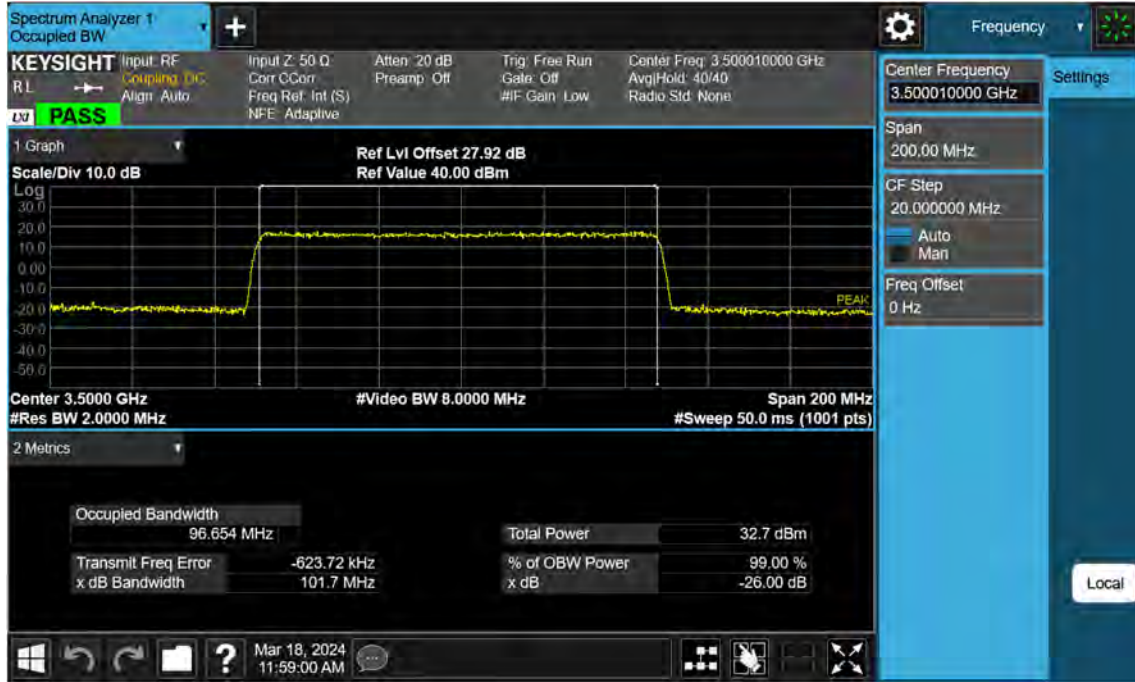 Spectrum Analyzer 1
Occupied BW
+
Frequency
KEYSIGHT
RL
LXI
PASS
Input: RF
Coupling: DC
Align: Auto
Input Z: 50 Ω
Corr CCorr
Freq Ref: Int (S)
NFE: Adaptive
Atten: 20 dB
Preamp: Off
Trig: Free Run
Gate: Off
#IF Gain: Low
Center Freq: 3.500010000 GHz
Avg|Hold: 40/40
Radio Std: None
Center Frequency
3.500010000 GHz
Settings
Span
200.00 MHz
CF Step
20.000000 MHz
Auto
Man
Freq Offset
0 Hz
1 Graph
Scale/Div 10.0 dB
Ref Lvl Offset 27.92 dB
Ref Value 40.00 dBm
Log
30.0
20.0
10.0
0.00
-10.0
-20.0
-30.0
-40.0
-50.0
PEAK
Center 3.5000 GHz
#Res BW 2.0000 MHz
#Video BW 8.0000 MHz
Span 200 MHz
#Sweep 50.0 ms (1001 pts)
2 Metrics
Occupied Bandwidth
96.654 MHz
Transmit Freq Error -623.72 kHz
x dB Bandwidth 101.7 MHz
Total Power 32.7 dBm
% of OBW Power 99.00 %
x dB -26.00 dB
Local
?
Mar 18, 2024
11:59:00 AM